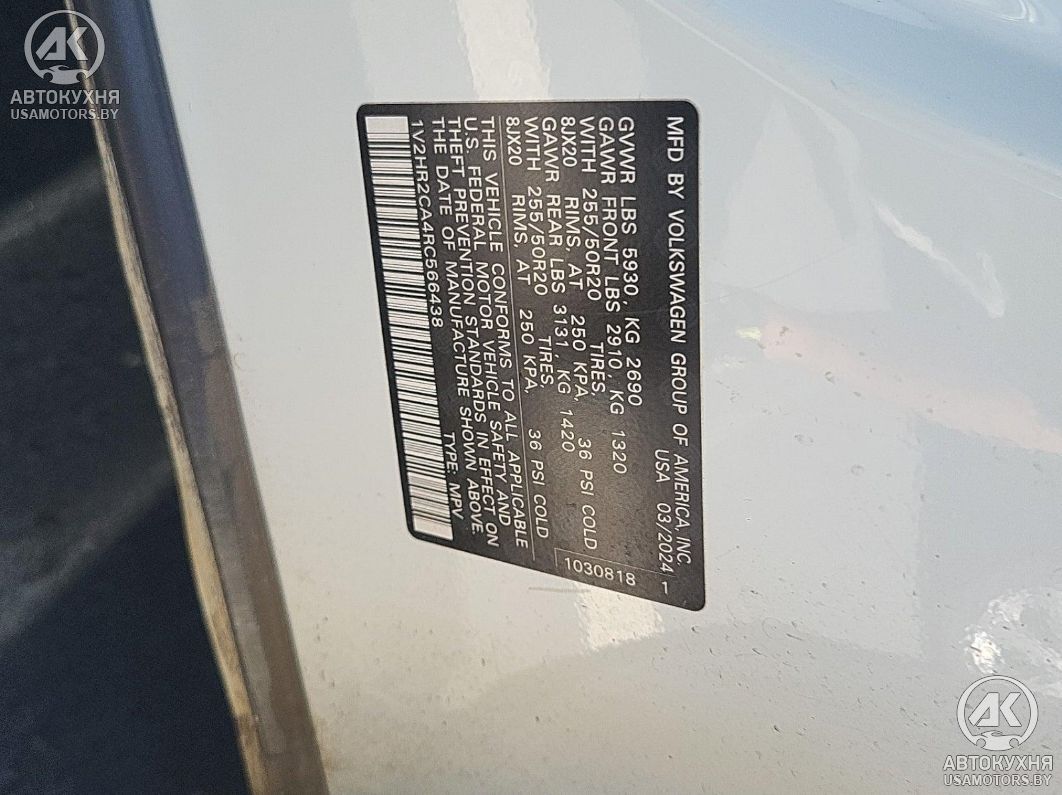 АВТОКУХНЯ
USAMOTORS.BY
MFD BY VOLKSWAGEN GROUP OF AMERICA INC.
USA 03/2024 1
GVWR LBS 5930, KG 2690
GAWR FRONT LBS 2910, KG 1320
WITH 255/50R20 TIRES,
8JX20 RIMS, AT 250 KPA, 36 PSI COLD
GAWR REAR LBS 3131, KG 1420
WITH 255/50R20 TIRES,
8JX20 RIMS, AT 250 KPA, 36 PSI COLD
1030818
THIS VEHICLE CONFORMS TO ALL APPLICABLE
U.S. FEDERAL MOTOR VEHICLE SAFETY AND
THEFT PREVENTION STANDARDS IN EFFECT ON
THE DATE OF MANUFACTURE SHOWN ABOVE.
1V2HR2CA4RC566438 TYPE: MPV
АВТОКУХНЯ
USAMOTORS.BY